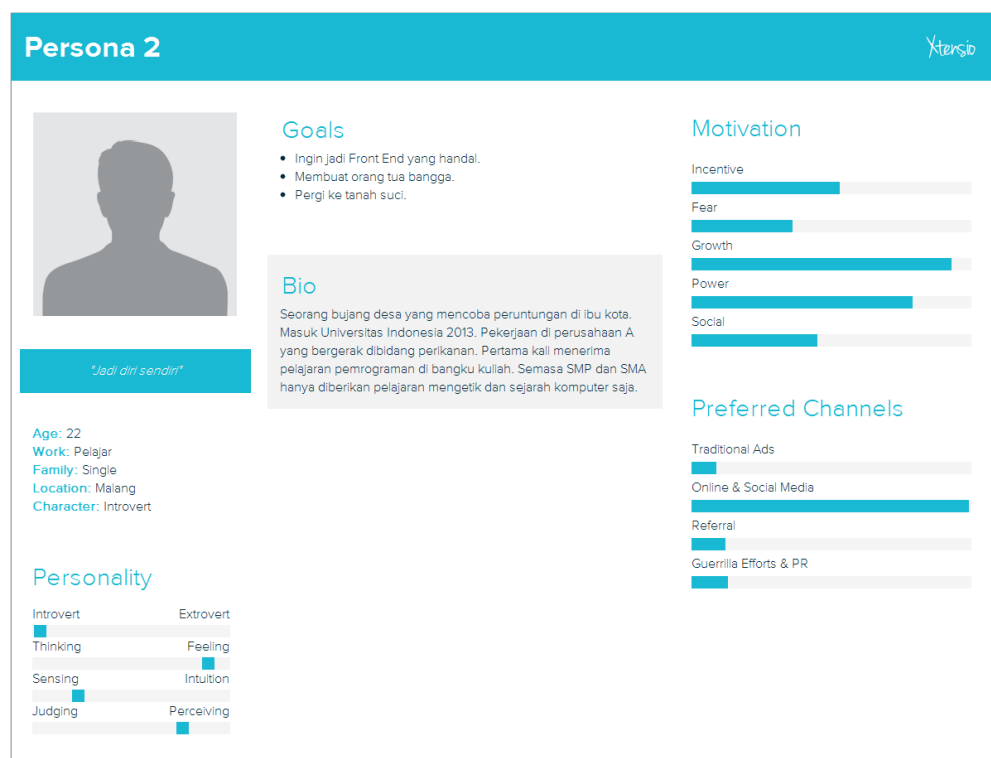 Persona 2
Xtensio
"Jadi diri sendiri"
Age: 22
Work: Pelajar
Family: Single
Location: Malang
Character: Introvert
Personality
Introvert Extrovert
Thinking Feeling
Sensing Intuition
Judging Perceiving
Goals
• Ingin jadi Front End yang handal.
• Membuat orang tua bangga.
• Pergi ke tanah suci.
Bio
Seorang bujang desa yang mencoba peruntungan di ibu kota.
Masuk Universitas Indonesia 2013. Pekerjaan di perusahaan A
yang bergerak dibidang perikanan. Pertama kali menerima
pelajaran pemrograman di bangku kuliah. Semasa SMP dan SMA
hanya diberikan pelajaran mengetik dan sejarah komputer saja.
Motivation
Incentive
Fear
Growth
Power
Social
Preferred Channels
Traditional Ads
Online & Social Media
Referral
Guerrilla Efforts & PR